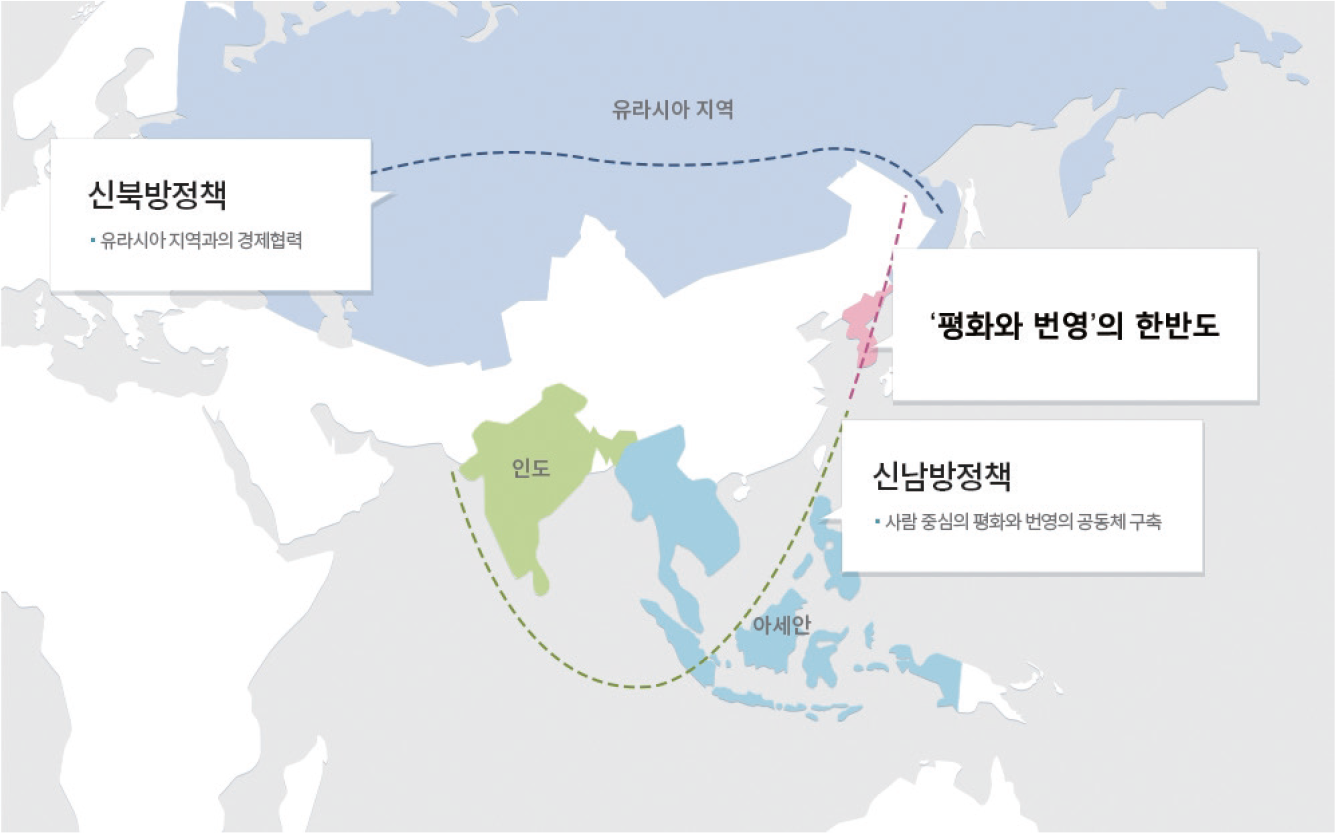 유라시아 지역
신북방정책
▪ 유라시아 지역과의 경제협력
‘평화와 번영’의 한반도
인도
신남방정책
▪ 사람 중심의 평화와 번영의 공동체 구축
아세안